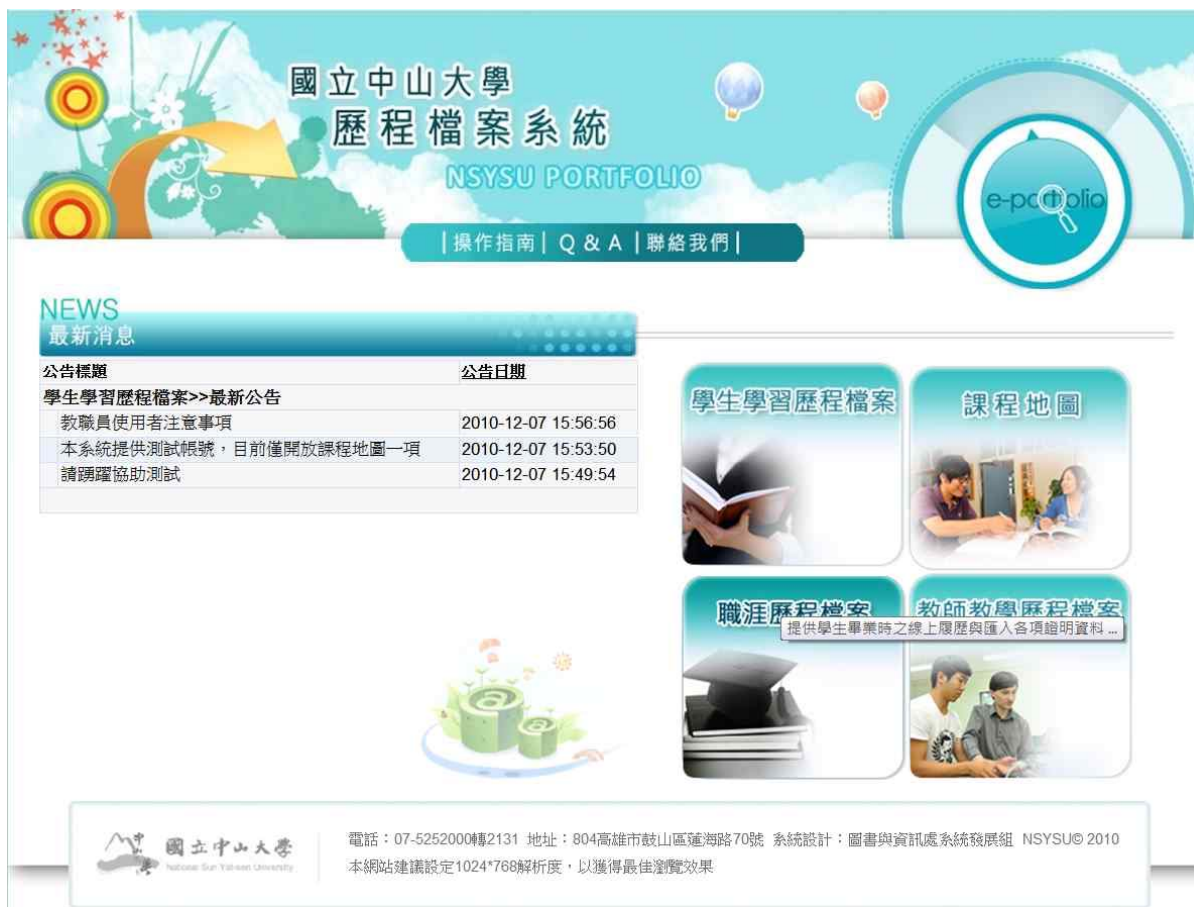 國立中山大學
歷程檔案系統
NSYSU PORTFOLIO
e-portfolio
|操作指南| Q & A |聯絡我們|
NEWS
最新消息
公告標題 公告日期
學生學習歷程檔案>>最新公告
教職員使用者注意事項 2010-12-07 15:56:56
本系統提供測試帳號，目前僅開放課程地圖一項 2010-12-07 15:53:50
請踴躍協助測試 2010-12-07 15:49:54
學生學習歷程檔案
課程地圖
職涯歷程檔案
教師教學歷程檔案
提供學生畢業時之線上履歷與匯入各項證明資料 ...
國立中山大學
National Sun Yat-sen University
電話：07-5252000轉2131 地址：804高雄市鼓山區蓮海路70號 系統設計：圖書與資訊處系統發展組 NSYSU© 2010
本網站建議設定1024*768解析度，以獲得最佳瀏覽效果